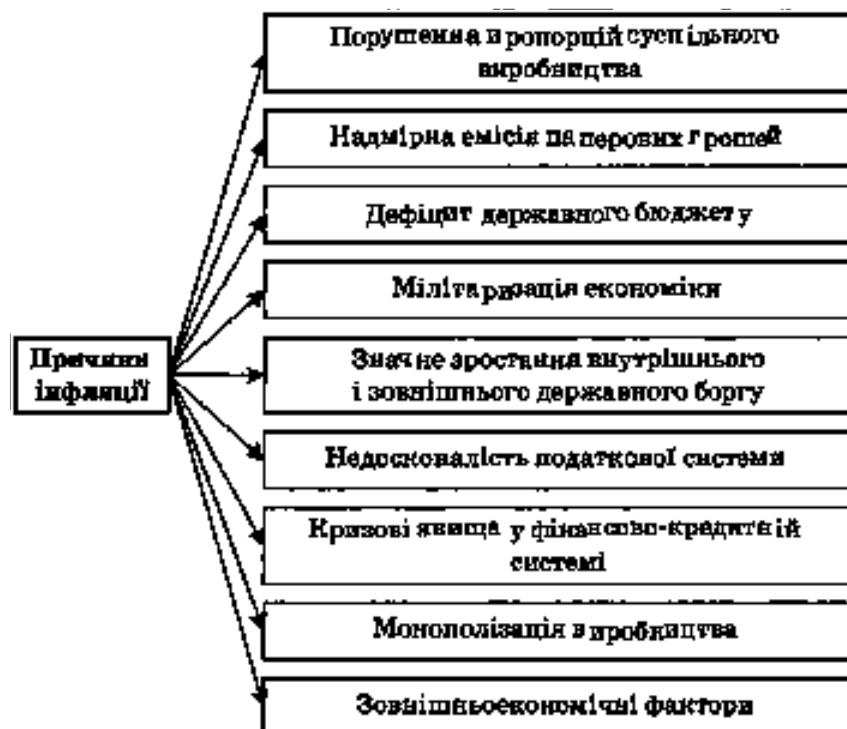 Причини
інфляції
Порушення пропорцій суспільного
виробництва
Надмірна емісія паперових грошей
Дефіцит державного бюджету
Мілітаризація економіки
Значне зростання внутрішнього
і зовнішнього державного боргу
Недосконалість податкової системи
Кризові явища у фінансово-кредитній
системі
Монополізація виробництва
Зовнішньоекономічні фактори